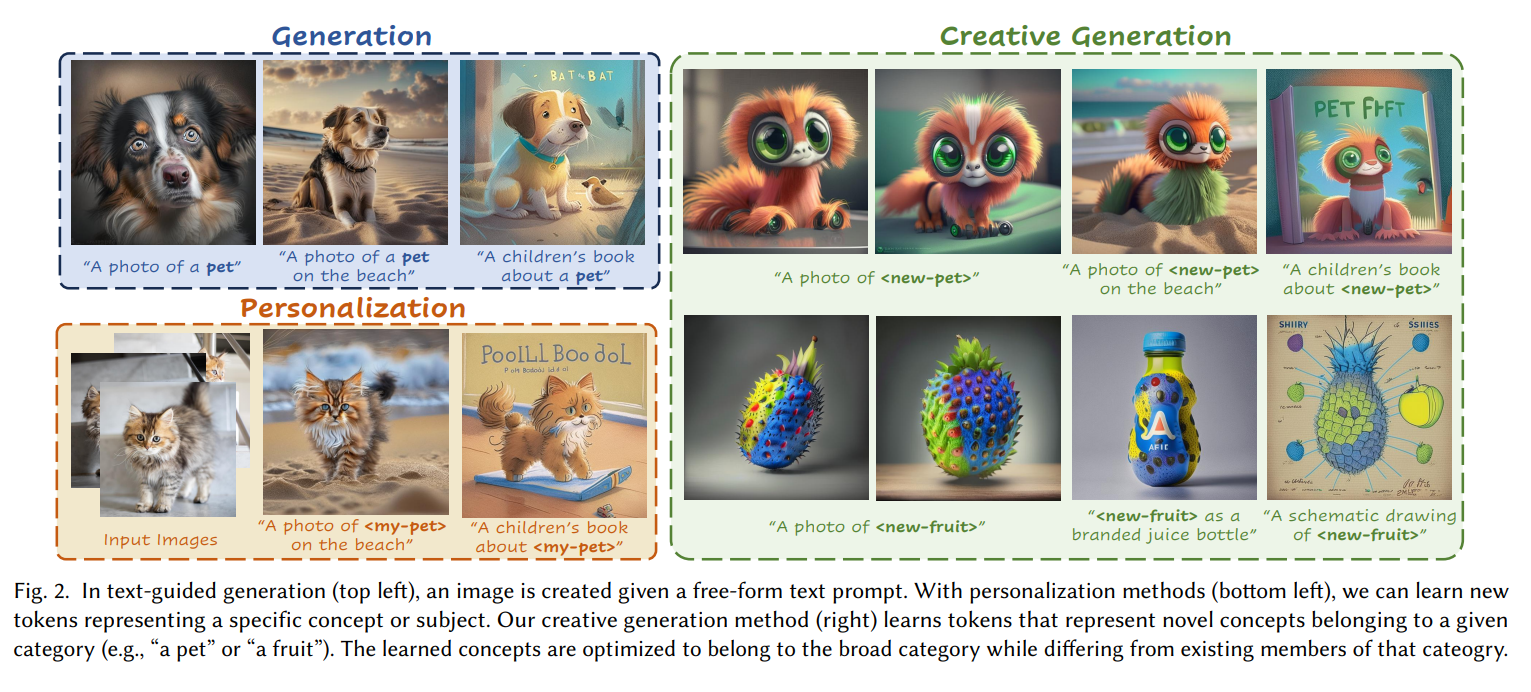 Generation
BAT THE BAT
"A photo of a pet"
"A photo of a pet
on the beach"
"A children's book
about a pet"
Personalization
POOILL BOO dOL
Input Images
"A photo of <my-pet>
on the beach"
"A children's book
about <my-pet>"
Creative Generation
PET FFFT
"A photo of <new-pet>"
"A photo of <new-pet>
on the beach"
"A children's book
about <new-pet>"
A
AFIE
SHIIRY
SSIIES
"A photo of <new-fruit>"
"<new-fruit> as a
branded juice bottle"
"A schematic drawing
of <new-fruit>"
Fig. 2. In text-guided generation (top left), an image is created given a free-form text prompt. With personalization methods (bottom left), we can learn new
tokens representing a specific concept or subject. Our creative generation method (right) learns tokens that represent novel concepts belonging to a given
category (e.g., "a pet" or "a fruit"). The learned concepts are optimized to belong to the broad category while differing from existing members of that cateogry.